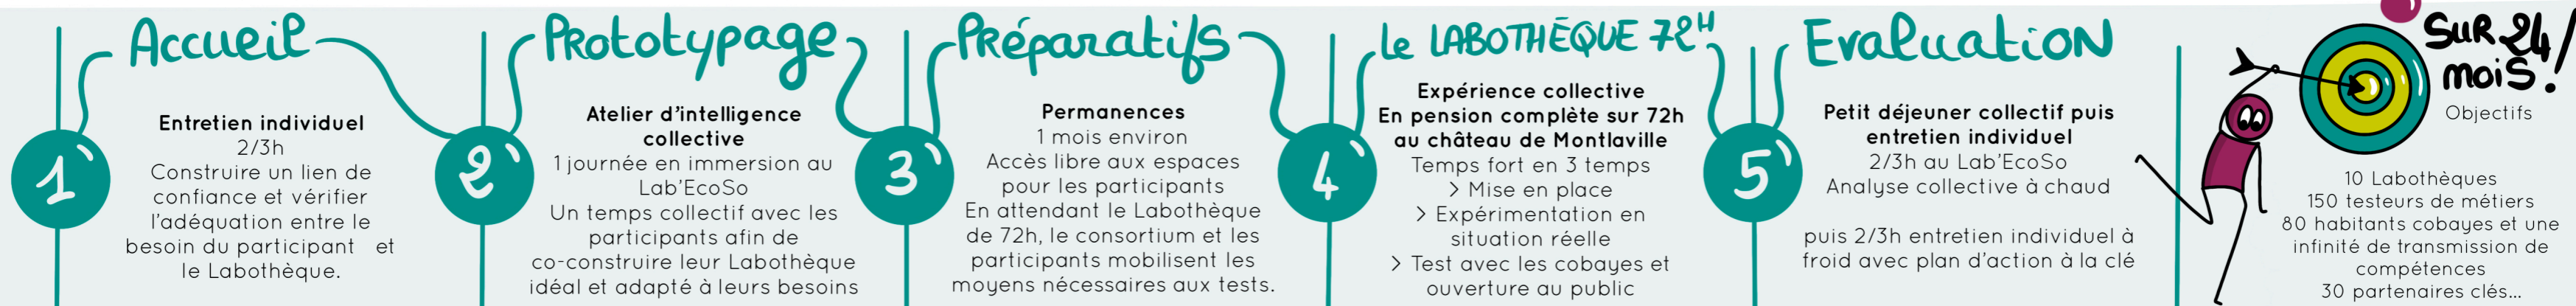 Accueil
1
Entretien individuel
2/3h
Construire un lien de
confiance et vérifier
l'adéquation entre le
besoin du participant et
le Labothèque.
Prototypage
2
Atelier d'intelligence
collective
1 journée en immersion au
Lab'EcoSo
Un temps collectif avec les
participants afin de
co-construire leur Labothèque
idéal et adapté à leurs besoins
Préparatifs
3
Permanences
1 mois environ
Accès libre aux espaces
pour les participants
En attendant le Labothèque
de 72h, le consortium et les
participants mobilisent les
moyens nécessaires aux tests.
Le LABOTHÈQUE 72H
4
Expérience collective
En pension complète sur 72h
au château de Montlaville
Temps fort en 3 temps
> Mise en place
> Expérimentation en
situation réelle
> Test avec les cobayes et
ouverture au public
Evaluation
5
Petit déjeuner collectif puis
entretien individuel
2/3h au Lab'EcoSo
Analyse collective à chaud
puis 2/3h entretien individuel à
froid avec plan d'action à la clé
SUR 24
mois!
Objectifs
10 Labothèques
150 testeurs de métiers
80 habitants cobayes et une
infinité de transmission de
compétences
30 partenaires clés...